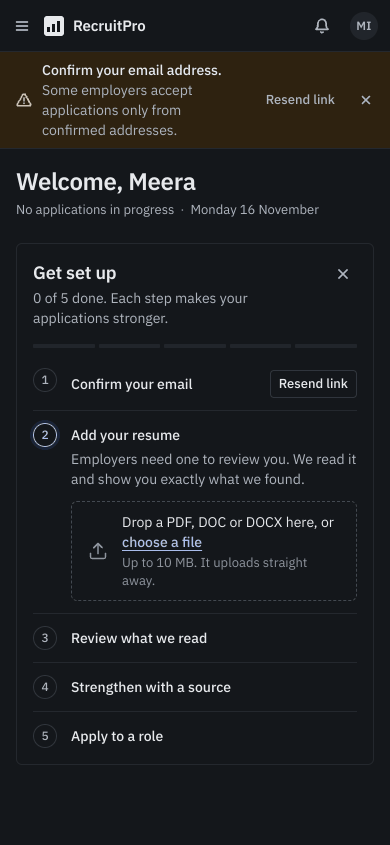 RecruitPro
MI
Confirm your email address.
Some employers accept
applications only from
confirmed addresses.
Resend link
Welcome, Meera
No applications in progress · Monday 16 November
Get set up
0 of 5 done. Each step makes your
applications stronger.
1 Confirm your email Resend link
2 Add your resume
Employers need one to review you. We read it
and show you exactly what we found.
Drop a PDF, DOC or DOCX here, or
choose a file
Up to 10 MB. It uploads straight
away.
3 Review what we read
4 Strengthen with a source
5 Apply to a role